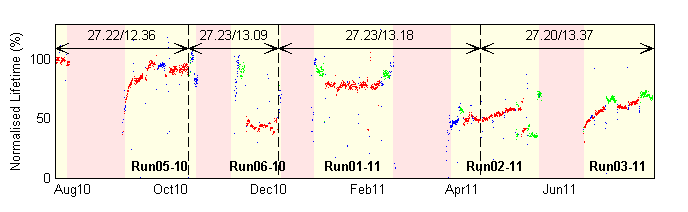 27.22/12.36 27.23/13.09 27.23/13.18 27.20/13.37
Normalised Lifetime (%)
100
50
0
Run05-10 Run06-10 Run01-11 Run02-11 Run03-11
Aug10 Oct10 Dec10 Feb11 Apr11 Jun11